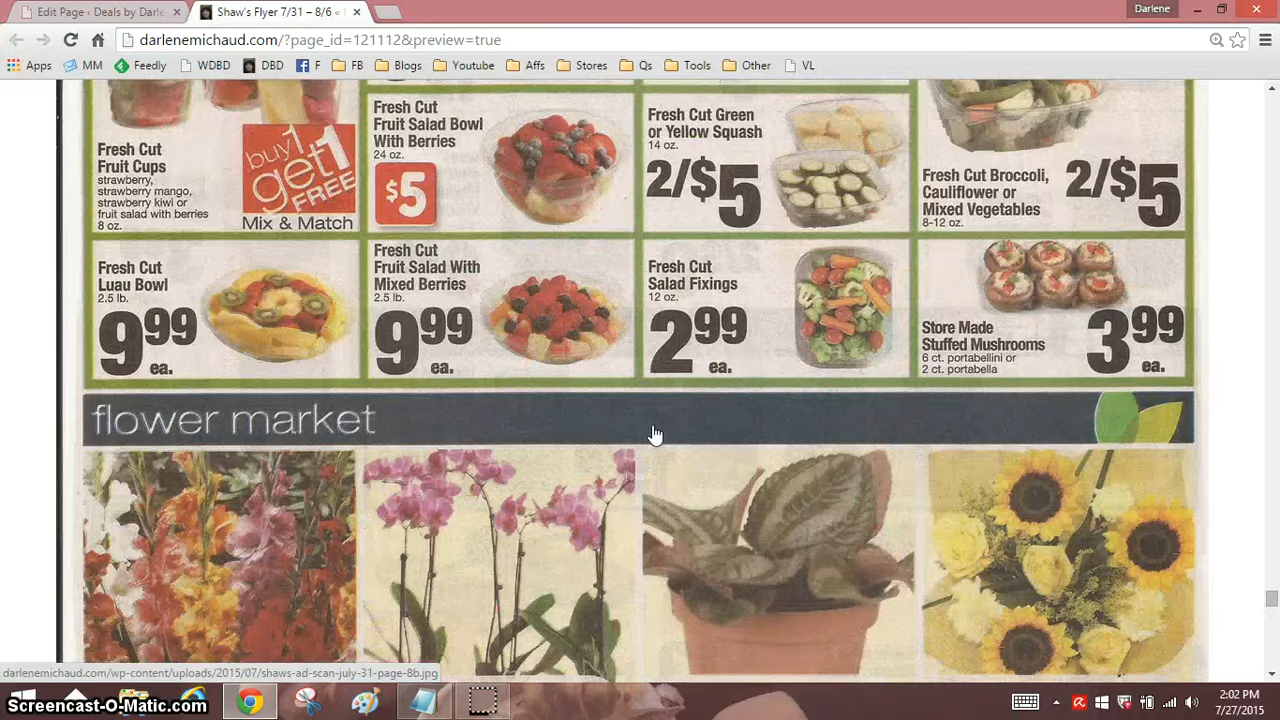 Edit Page ‹ Deals by Darle
Shaw's Flyer 7/31 – 8/6 «
Darlene
darlenemichaud.com/?page_id=121112&preview=true
Apps MM Feedly WDBD DBD F FB Blogs Youtube Affs Stores Qs Tools Other VL
Fresh Cut
Fruit Cups
strawberry,
strawberry mango,
strawberry kiwi or
fruit salad with berries
8 oz.
buy 1
get 1
FREE
Mix & Match
Fresh Cut
Fruit Salad Bowl
With Berries
24 oz.
$5
Fresh Cut Green
or Yellow Squash
14 oz.
2/$5
Fresh Cut Broccoli,
Cauliflower or
Mixed Vegetables
8-12 oz.
2/$5
Fresh Cut
Luau Bowl
2.5 lb.
9 99
ea.
Fresh Cut
Fruit Salad With
Mixed Berries
2.5 lb.
9 99
ea.
Fresh Cut
Salad Fixings
12 oz.
2 99
ea.
Store Made
Stuffed Mushrooms
6 ct. portabellini or
2 ct. portabella
3 99
ea.
flower market
darlenemichaud.com/wp-content/uploads/2015/07/shaws-ad-scan-july-31-page-8b.jpg
Screencast-O-Matic.com
2:02 PM
7/27/2015